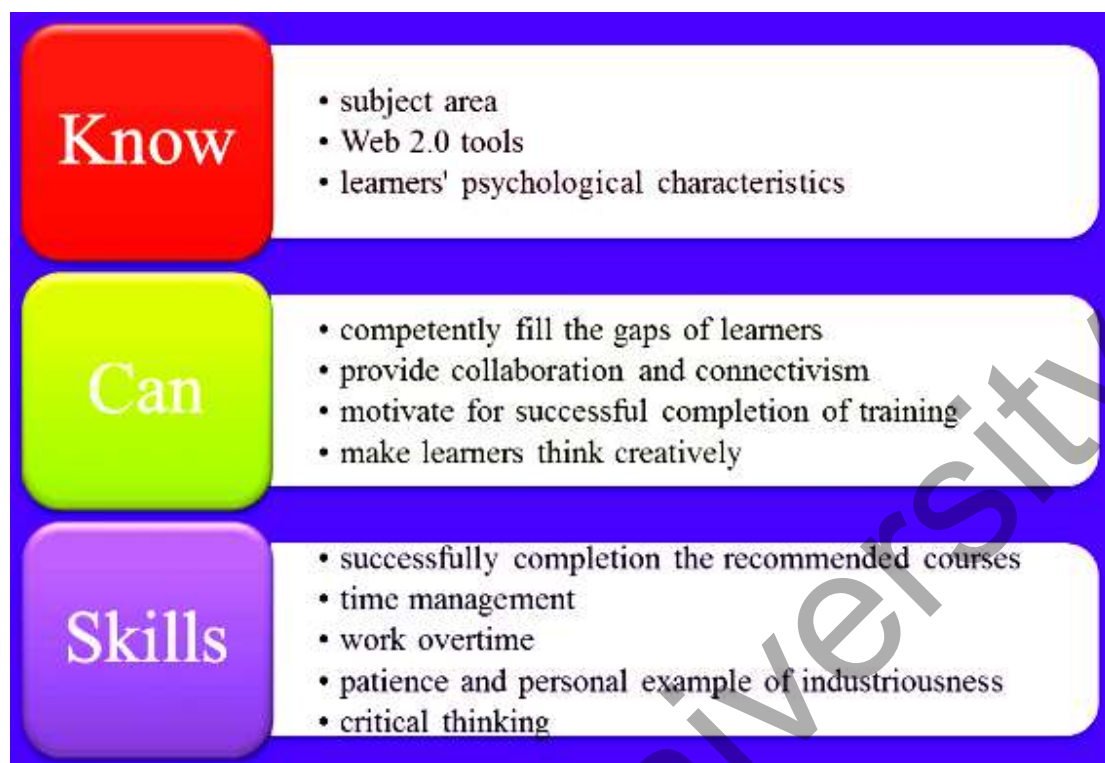 Know
• subject area
• Web 2.0 tools
• learners' psychological characteristics
Can
• competently fill the gaps of learners
• provide collaboration and connectivism
• motivate for successful completion of training
• make learners think creatively
Skills
• successfully completion the recommended courses
• time management
• work overtime
• patience and personal example of industriousness
• critical thinking
University